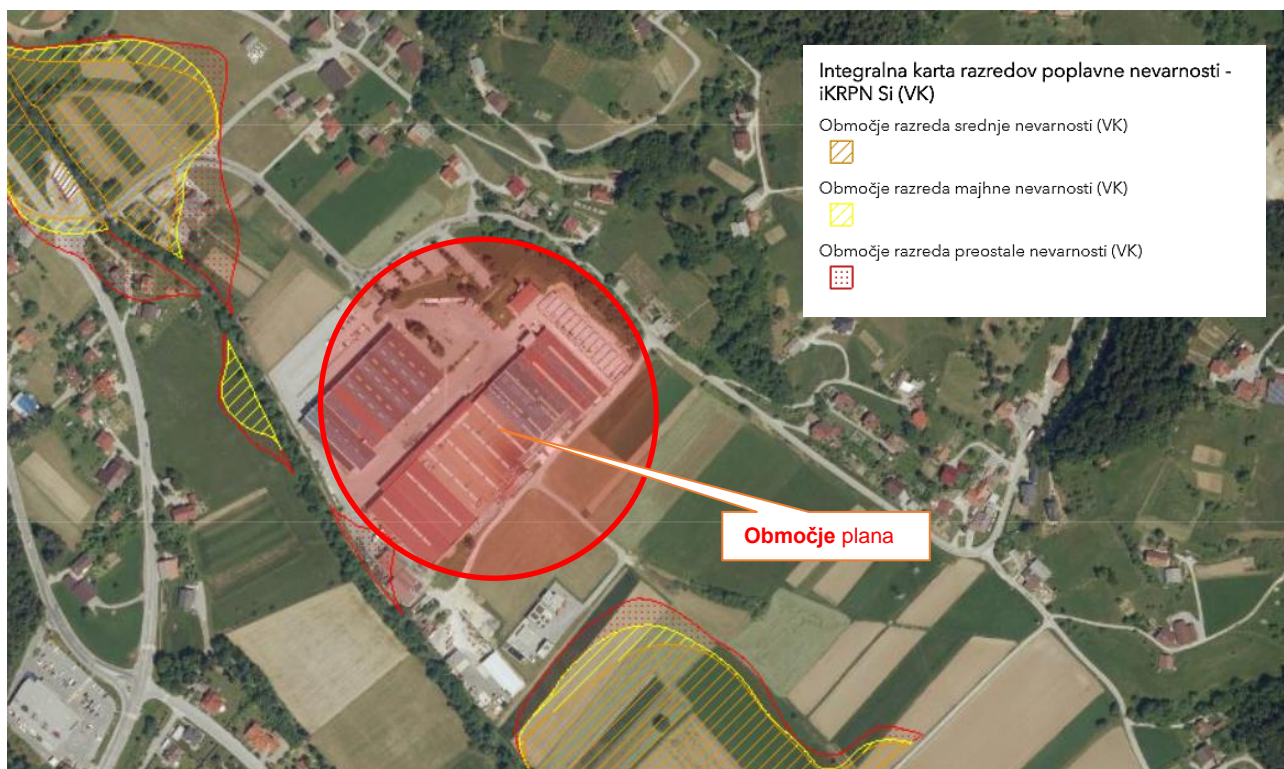 Integralna karta razredov poplavne nevarnosti -
iKRPN Si (VK)
Območje razreda srednje nevarnosti (VK)
Območje razreda majhne nevarnosti (VK)
Območje razreda preostale nevarnosti (VK)
Območje plana